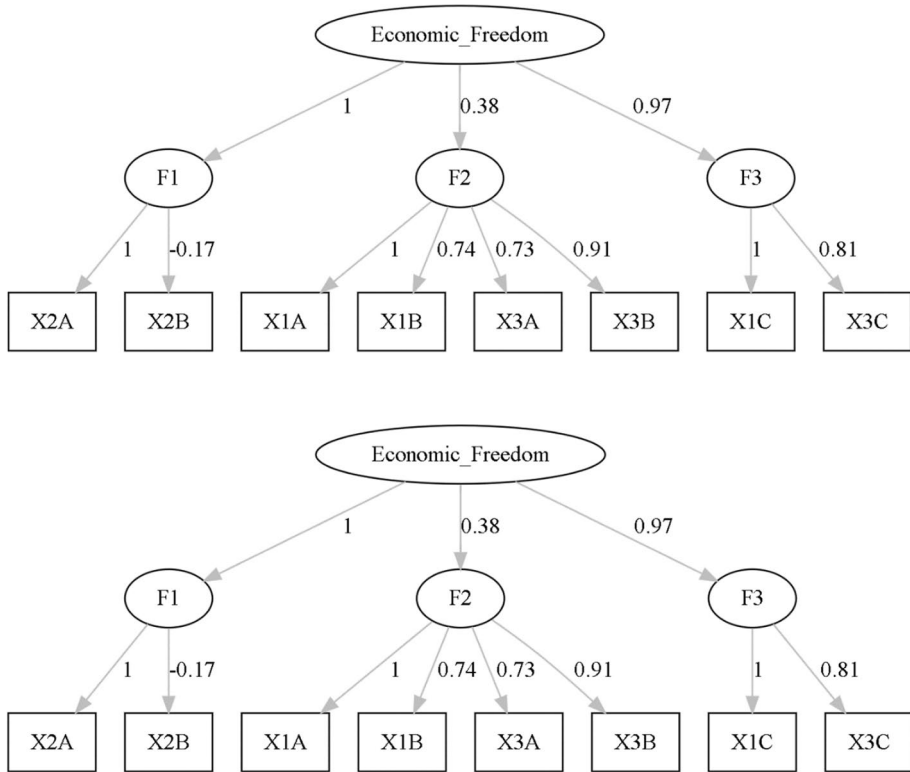 Economic_Freedom
1 0.38 0.97
F1 F2 F3
1 -0.17 1 0.74 0.73 0.91 1 0.81
X2A X2B X1A X1B X3A X3B X1C X3C
Economic_Freedom
1 0.38 0.97
F1 F2 F3
1 -0.17 1 0.74 0.73 0.91 1 0.81
X2A X2B X1A X1B X3A X3B X1C X3C